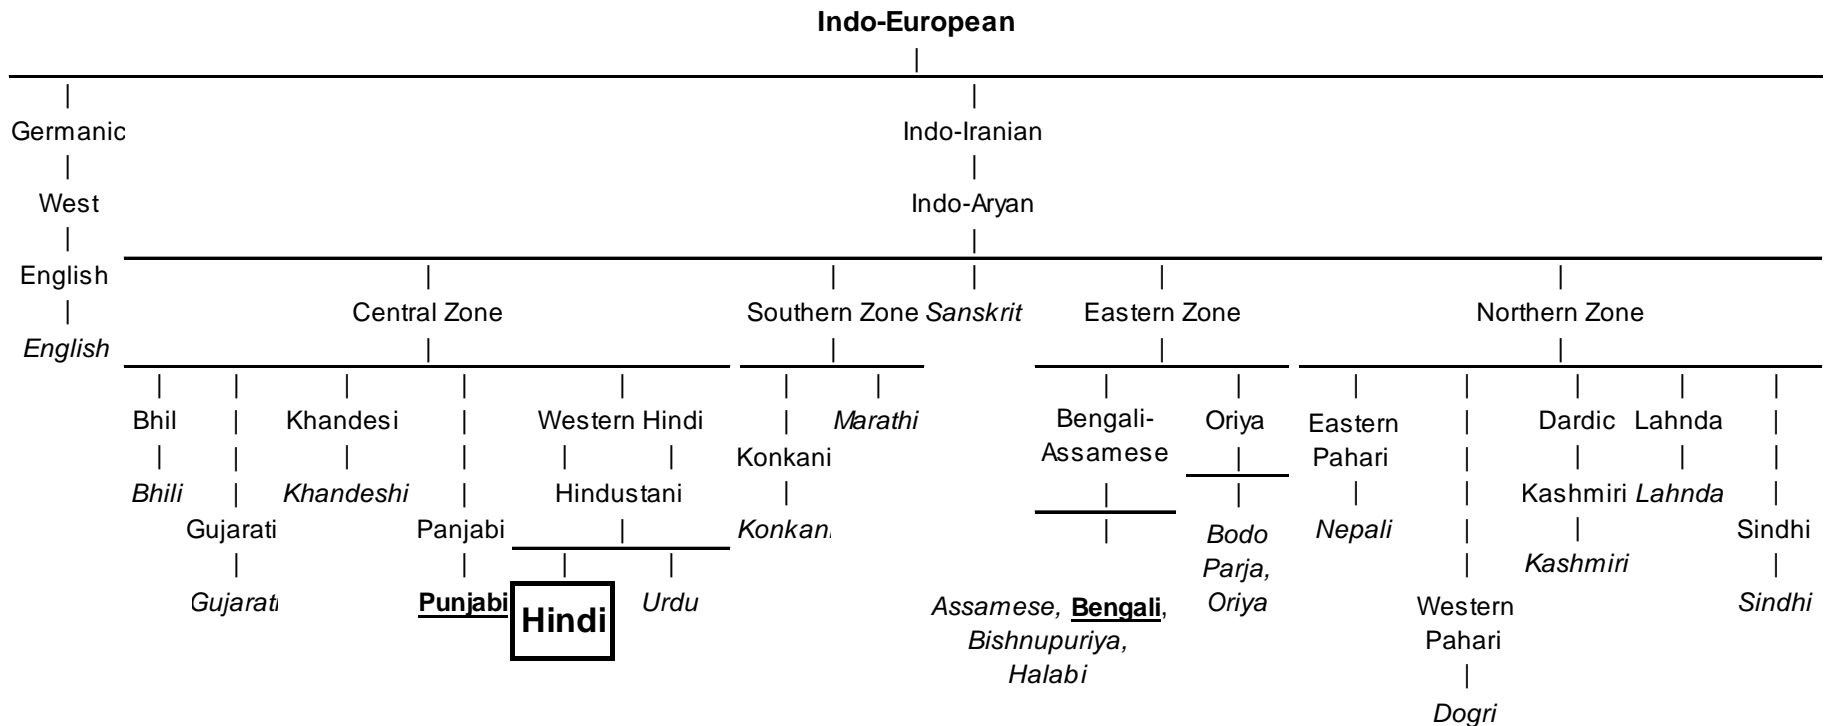 Indo-European
Germanic Indo-Iranian
West Indo-Aryan
English
Central Zone Southern Zone Sanskrit Eastern Zone Northern Zone
English
Bhil Khandesi Western Hindi Marathi Bengali- Oriya Eastern Dardic Lahnda
Konkani Assamese Pahari
Bhili Khandeshi Hindustani Kashmiri Lahnda
Gujarati Panjabi Konkani Bodo Nepali Sindhi
Parja, Kashmiri
Gujarati Punjabi Hindi Urdu Assamese, Bengali, Oriya Western Sindhi
Bishnupuriya, Pahari
Halabi
Dogri